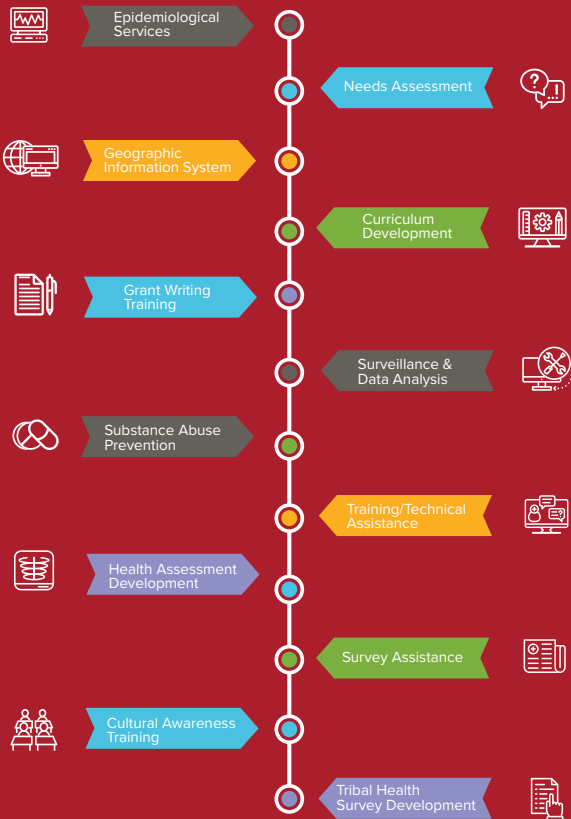 Epidemiological
Services
Needs Assessment
Geographic
Information System
Curriculum
Development
Grant Writing
Training
Surveillance &
Data Analysis
Substance Abuse
Prevention
Training/Technical
Assistance
Health Assessment
Development
Survey Assistance
Cultural Awareness
Training
Tribal Health
Survey Development